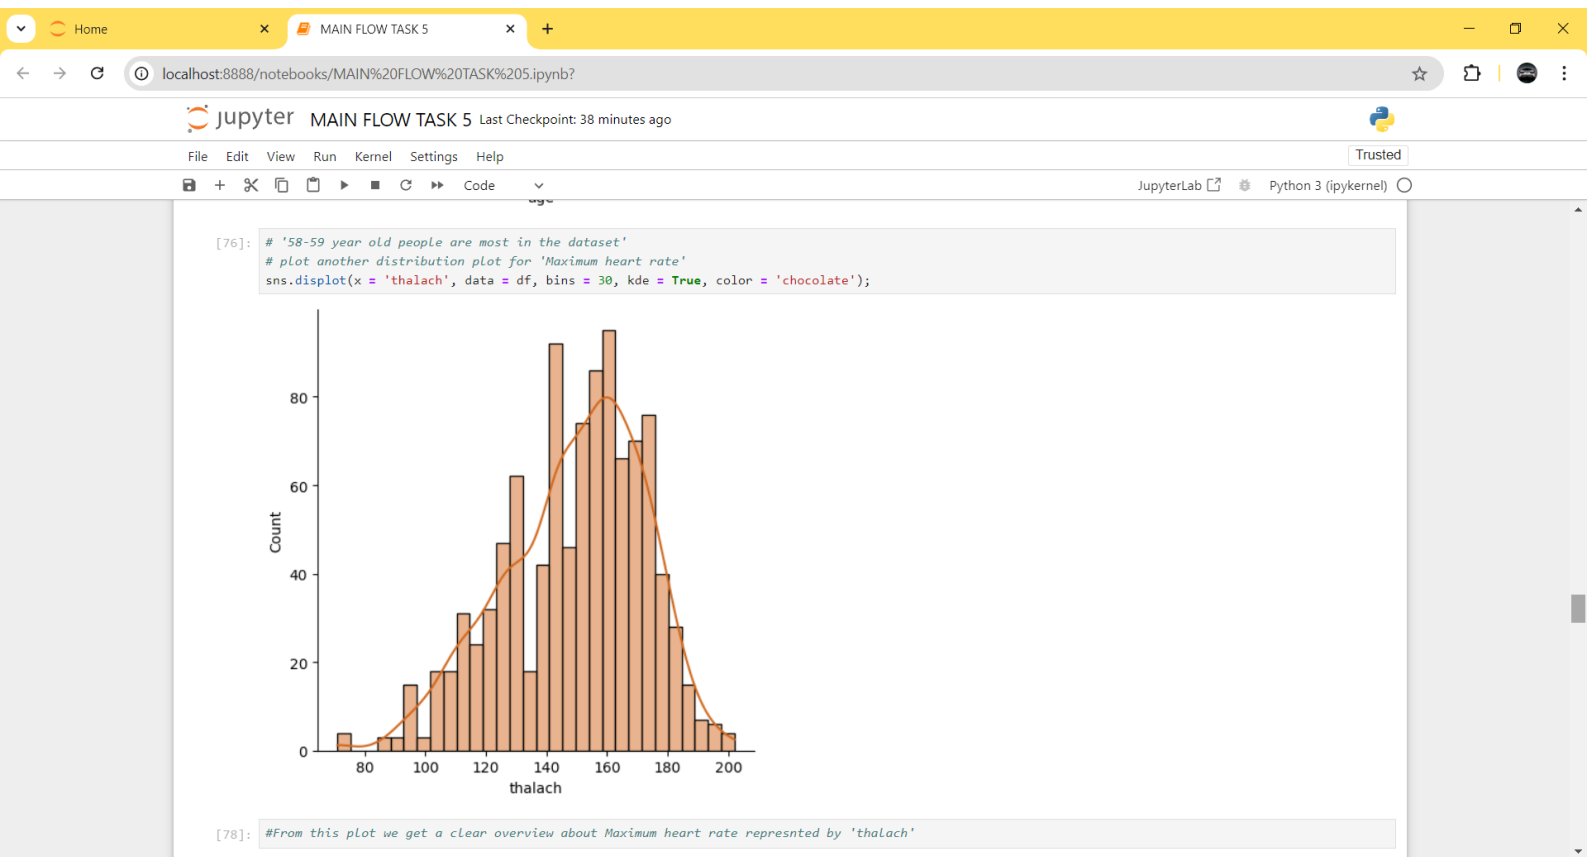 Home
MAIN FLOW TASK 5
localhost:8888/notebooks/MAIN%20FLOW%20TASK%205.ipynb?
jupyter MAIN FLOW TASK 5 Last Checkpoint: 38 minutes ago
File Edit View Run Kernel Settings Help
Trusted
Code
JupyterLab
Python 3 (ipykernel)
age
[76]:
# '58-59 year old people are most in the dataset'
# plot another distribution plot for 'Maximum heart rate'
sns.displot(x = 'thalach', data = df, bins = 30, kde = True, color = 'chocolate');
80
60
40
20
0
Count
80 100 120 140 160 180 200
thalach
[78]:
#From this plot we get a clear overview about Maximum heart rate represnted by 'thalach'